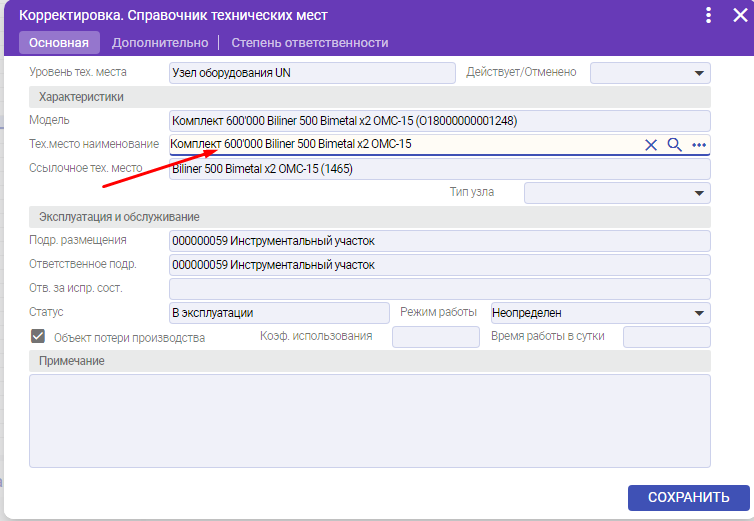 Корректировка. Справочник технических мест
Основная Дополнительно Степень ответственности
Уровень тех. места Узел оборудования UN Действует/Отменено
Характеристики
Модель Комплект 600'000 Biliner 500 Bimetal x2 ОМС-15 (О18000000001248)
Тех.место наименование Комплект 600'000 Biliner 500 Bimetal x2 ОМС-15
Ссылочное тех. место Biliner 500 Bimetal x2 ОМС-15 (1465)
Тип узла
Эксплуатация и обслуживание
Подр. размещения 000000059 Инструментальный участок
Ответственное подр. 000000059 Инструментальный участок
Отв. за испр. сост.
Статус В эксплуатации Режим работы Неопределен
Объект потери производства Коэф. использования Время работы в сутки
Примечание
СОХРАНИТЬ